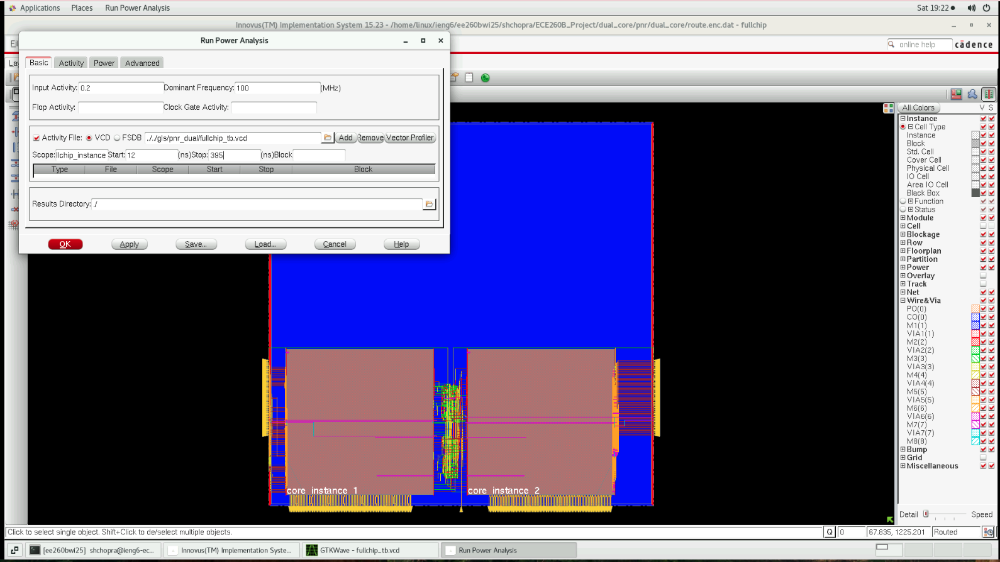 Applications Places Run Power Analysis Sat 19:22
Innovus(TM) Implementation System 15.23 - /home/linux/ieng6/ee260bwi25/shchopra/ECE260B_Project/dual_core/pnr/dual_core/route.enc.dat - fullchip
Run Power Analysis
online help cādence
Basic Activity Power Advanced
Input Activity: 0.2 Dominant Frequency: 100 (MHz)
Flop Activity: Clock Gate Activity:
Activity File: VCD FSDB ../../gls/pnr_dual/fullchip_tb.vcd Add Remove Vector Profiler
Scope: llchip_instance Start: 12 (ns) Stop: 395 (ns) Block
Type File Scope Start Stop Block
Results Directory: ./
OK Apply Save... Load... Cancel Help
All Colors V S
Instance
Cell Type
Instance
Block
Std. Cell
Cover Cell
Physical Cell
IO Cell
Area IO Cell
Black Box
Function
Status
Module
Cell
Blockage
Row
Floorplan
Partition
Power
Overlay
Track
Net
Wire&Via
PO(0)
CO(0)
M1(1)
VIA1(1)
M2(2)
VIA2(2)
M3(3)
VIA3(3)
M4(4)
VIA4(4)
M5(5)
VIA5(5)
M6(6)
VIA6(6)
M7(7)
VIA7(7)
M8(8)
Bump
Grid
Miscellaneous
core_instance_1 core_instance_2
Detail Speed
Click to select single object. Shift+Click to de/select multiple objects. Q 0 67.835, 1225.201 Routed
[ee260bwi25] shchopra@ieng6-ec... Innovus(TM) Implementation Syste... GTKWave - fullchip_tb.vcd Run Power Analysis